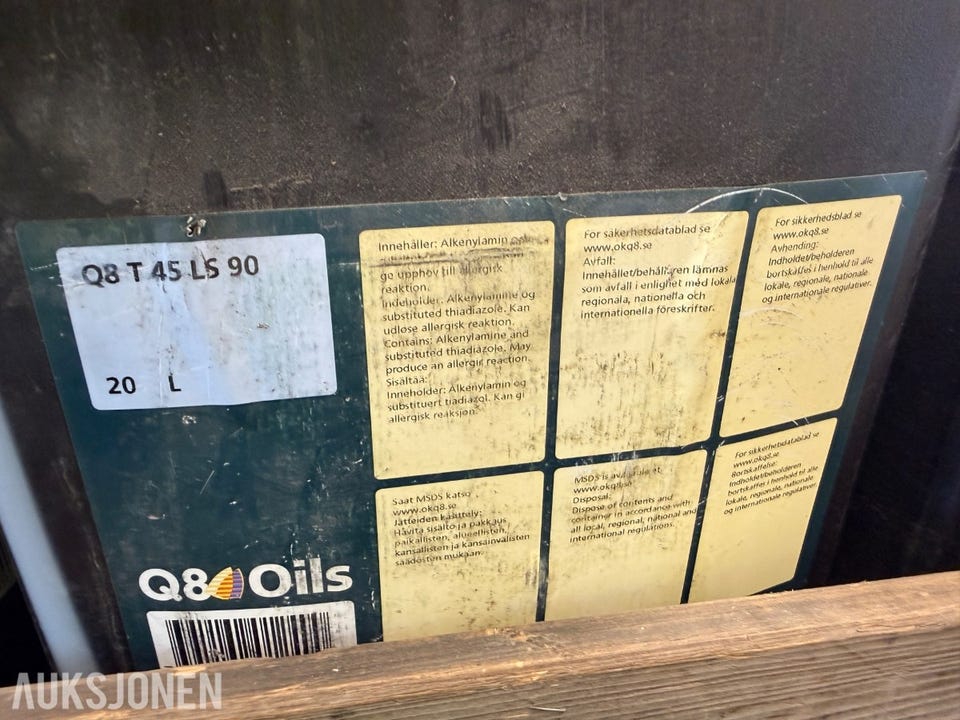 Q8 T 45 LS 90
20 L
Q8 Oils
Innehåller: Alkenylamin och
ge upphov till allergisk
reaktion.
Indeholder: Alkenylamine og
substituted thiadiazole. Kan
udløse allergisk reaktion.
Contains: Alkenylamine and
substituted thiadiazole. May
produce an allergic reaction.
Sisältää:
Inneholder: Alkenylamin og
substituert tiadiazol. Kan gi
allergisk reaksjon.
För säkerhetsdatablad se
www.okq8.se
Avfall:
Innehållet/behållaren lämnas
som avfall i enlighet med lokala
regionala, nationella och
internationella föreskrifter.
For sikkerhedsblad se
www.okq8.se
Avhending:
Indholdet/beholderen
bortskaffes i henhold til alle
lokale, regionale, nationale
og internationale regulativer.
Saat MSDS katso
www.okq8.se
Jätteiden käsittely:
Hävitä sisältö ja pakkaus
paikallisten, alueellisten,
kansallisten ja kansainvälisten
säädösten mukaan.
MSDS is available at
www.okq8.se
Disposal:
Dispose of contents and
container in accordance with
all local, regional, national and
international regulations.
For sikkerhetsdatablad se
www.okq8.se
Bortskaffelse:
Indholdet/beholderen
bortskaffes i henhold til alle
lokale, regionale, nationale
og internationale regulativer.
AUKSJONEN